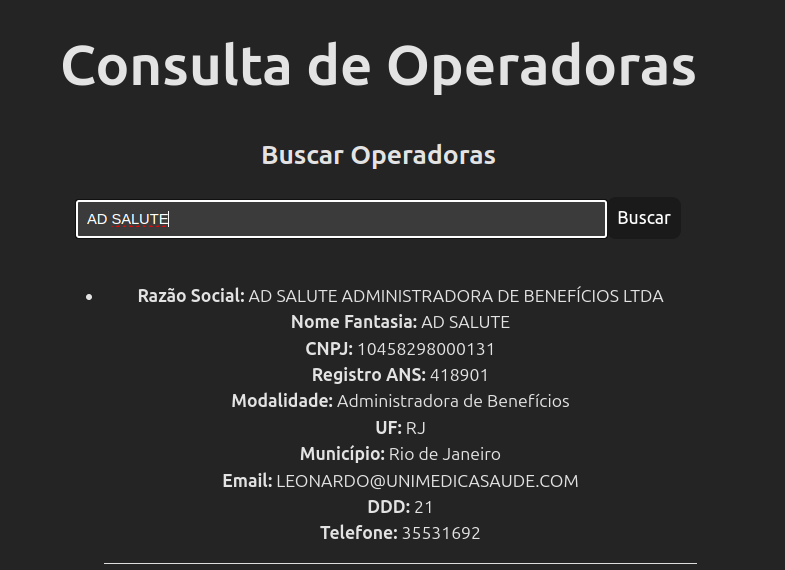 Consulta de Operadoras
Buscar Operadoras
AD SALUTE
Buscar
Razão Social: AD SALUTE ADMINISTRADORA DE BENEFÍCIOS LTDA
Nome Fantasia: AD SALUTE
CNPJ: 10458298000131
Registro ANS: 418901
Modalidade: Administradora de Benefícios
UF: RJ
Município: Rio de Janeiro
Email: LEONARDO@UNIMEDICASAUDE.COM
DDD: 21
Telefone: 35531692